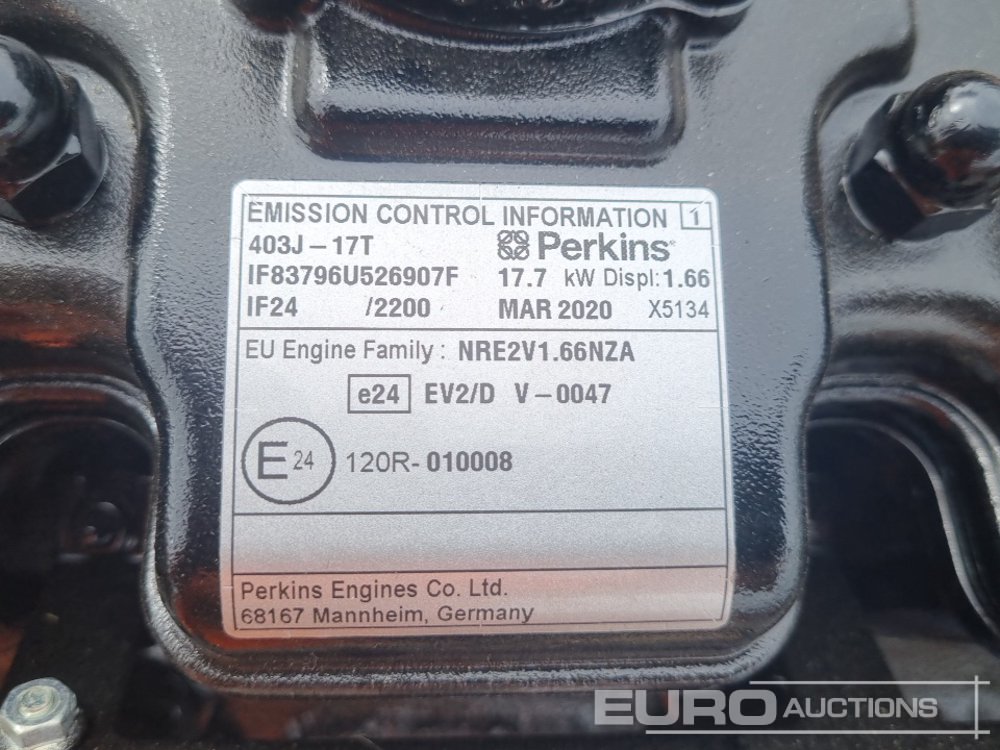 EMISSION CONTROL INFORMATION 1
403J-17T Perkins
IF83796U526907F 17.7 kW Displ: 1.66
IF24 /2200 MAR 2020 X5134
EU Engine Family : NRE2V1.66NZA
e24 EV2/D V-0047
E 24 120R-010008
Perkins Engines Co. Ltd.
68167 Mannheim, Germany
EURO AUCTIONS